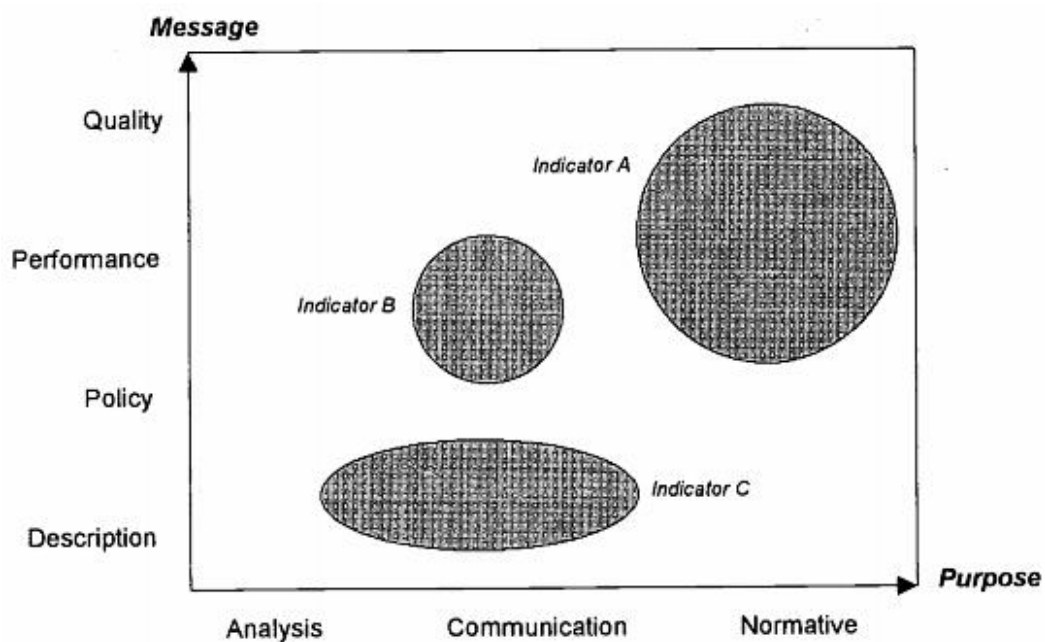 Message
Quality
Indicator A
Performance
Indicator B
Policy
Indicator C
Description
Purpose
Analysis Communication Normative